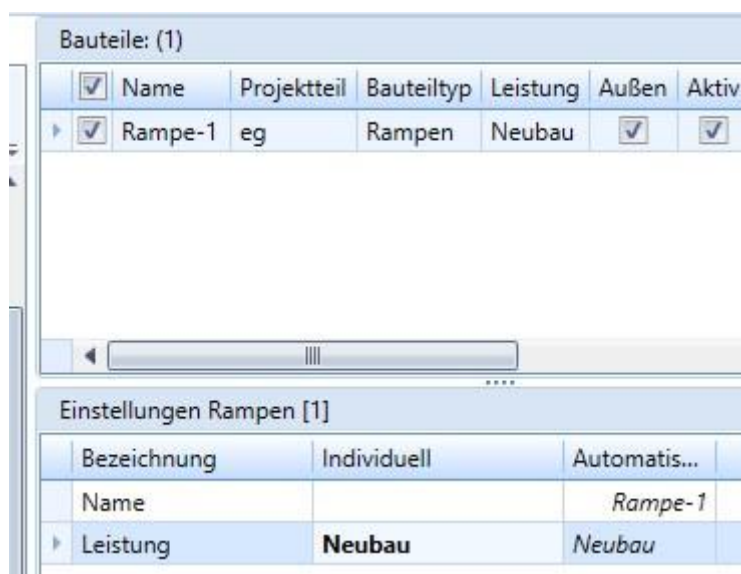 Bauteile: (1)
Name Projektteil Bauteiltyp Leistung Außen Aktiv
Rampe-1 eg Rampen Neubau
Einstellungen Rampen [1]
Bezeichnung Individuell Automatis...
Name Rampe-1
Leistung Neubau Neubau